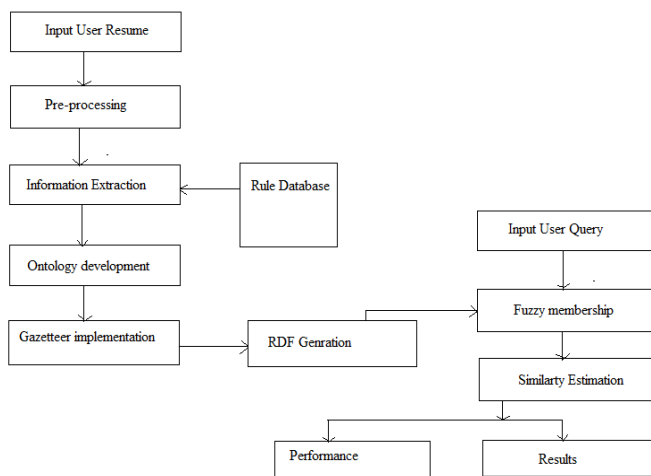 Input User Resume
Pre-processing
Information Extraction
Rule Database
Ontology development
Gazetteer implementation
RDF Genration
Input User Query
Fuzzy membership
Similarty Estimation
Performance
Results